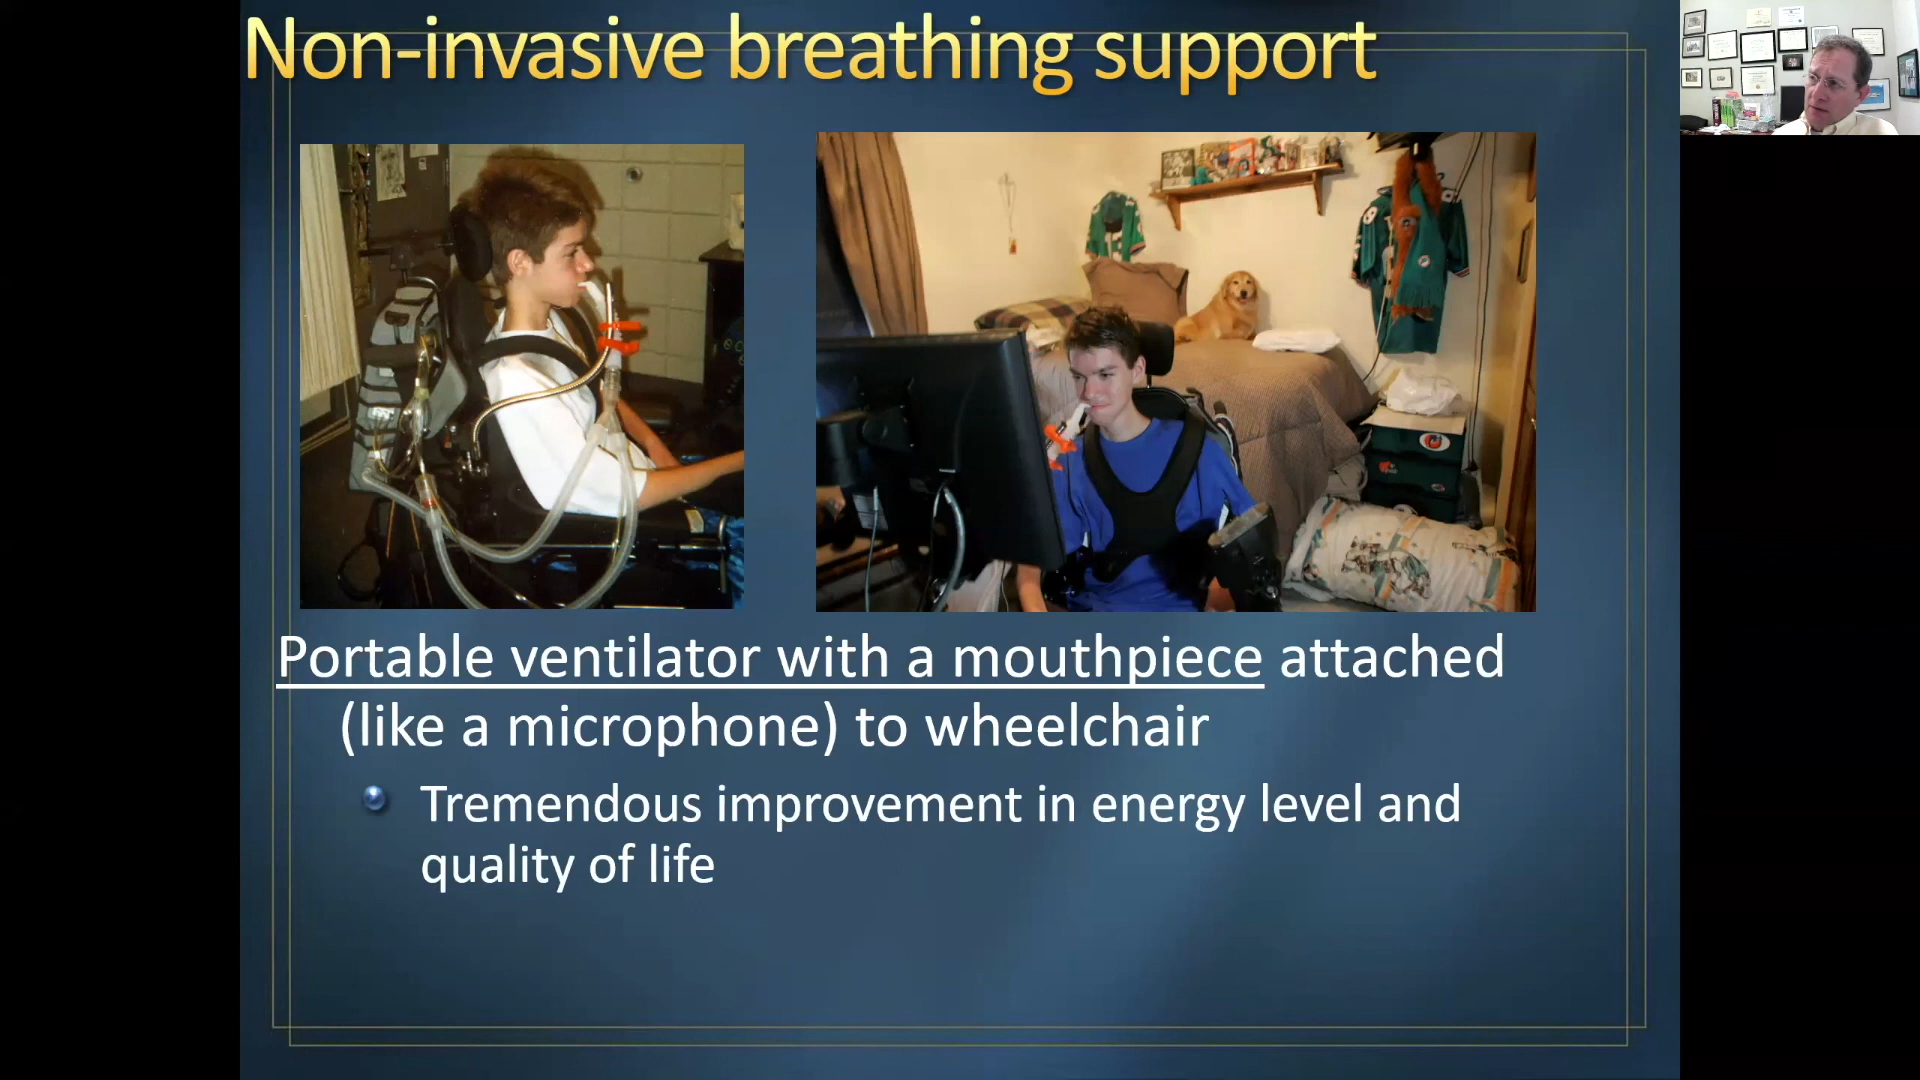 Non-invasive breathing support
Portable ventilator with a mouthpiece attached
(like a microphone) to wheelchair
Tremendous improvement in energy level and
quality of life